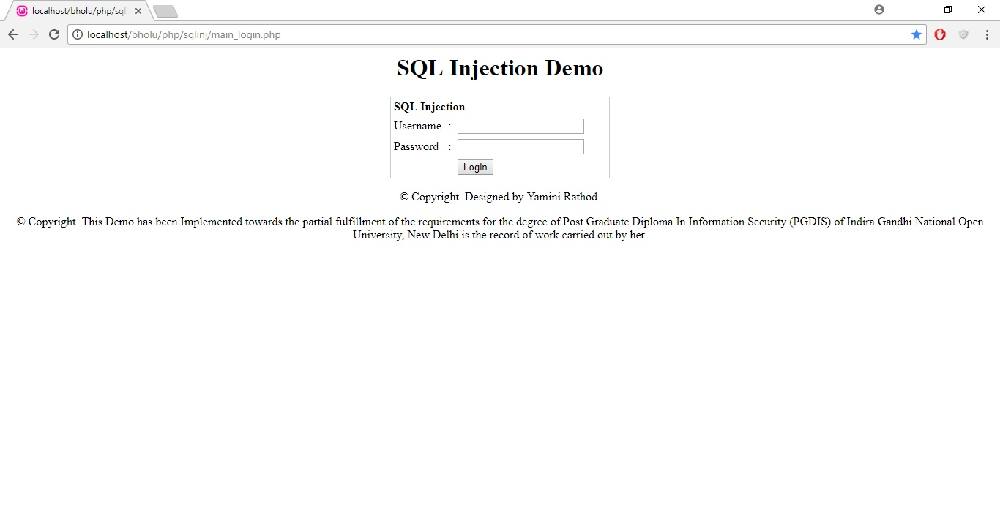 localhost/bholu/php/sqli
localhost/bholu/php/sqlinj/main_login.php
SQL Injection Demo
SQL Injection
Username :
Password :
Login
© Copyright. Designed by Yamini Rathod.
© Copyright. This Demo has been Implemented towards the partial fulfillment of the requirements for the degree of Post Graduate Diploma In Information Security (PGDIS) of Indira Gandhi National Open
University, New Delhi is the record of work carried out by her.